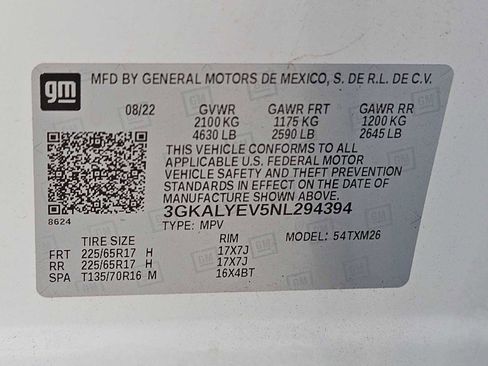 gm
MFD BY GENERAL MOTORS DE MEXICO, S. DE R.L. DE C.V.
08/22 GVWR GAWR FRT GAWR RR
2100 KG 1175 KG 1200 KG
4630 LB 2590 LB 2645 LB
THIS VEHICLE CONFORMS TO ALL
APPLICABLE U.S. FEDERAL MOTOR
VEHICLE SAFETY AND THEFT PREVENTION
STANDARDS IN EFFECT ON THE DATE OF
MANUFACTURE SHOWN ABOVE.
3GKALYEV5NL294394
8624
TYPE: MPV MODEL: 54TXM26
TIRE SIZE RIM
FRT 225/65R17 H 17X7J
RR 225/65R17 H 17X7J
SPA T135/70R16 M 16X4BT